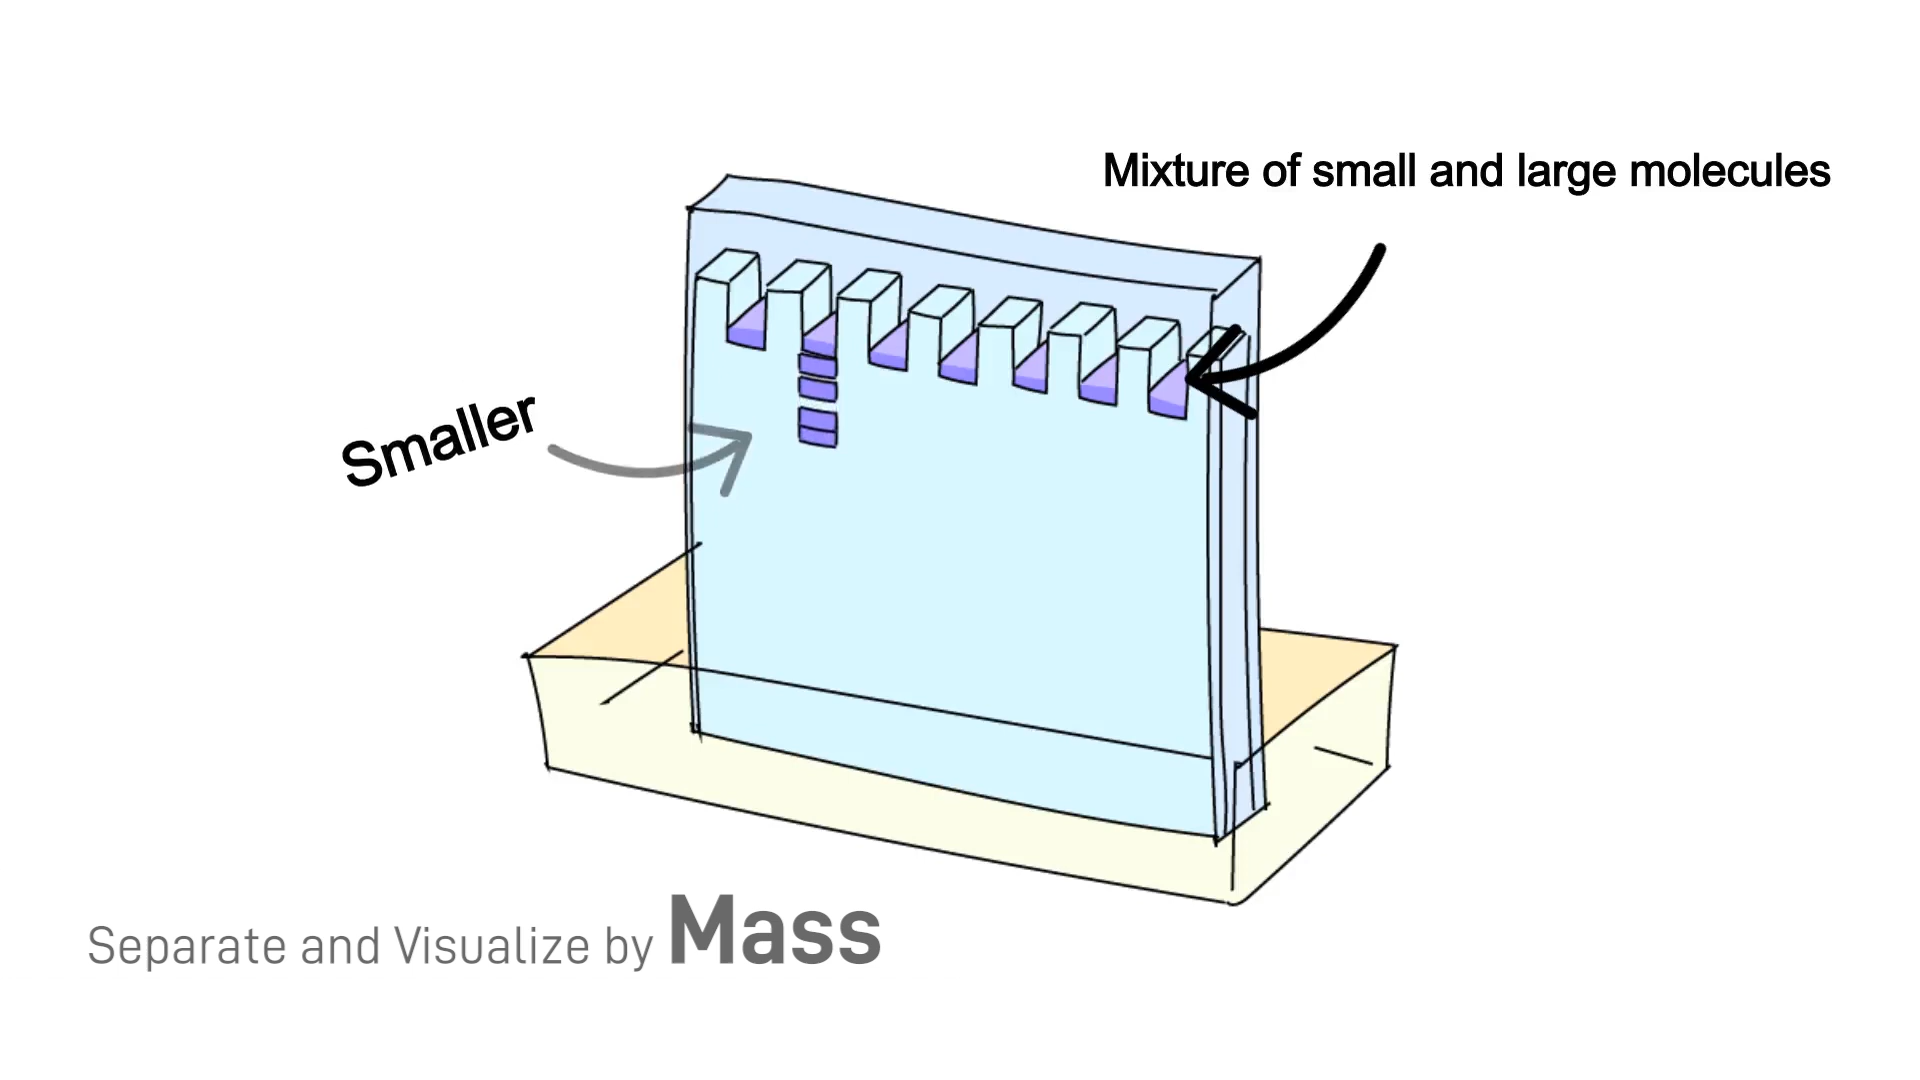 Mixture of small and large molecules
Smaller
Separate and Visualize by Mass